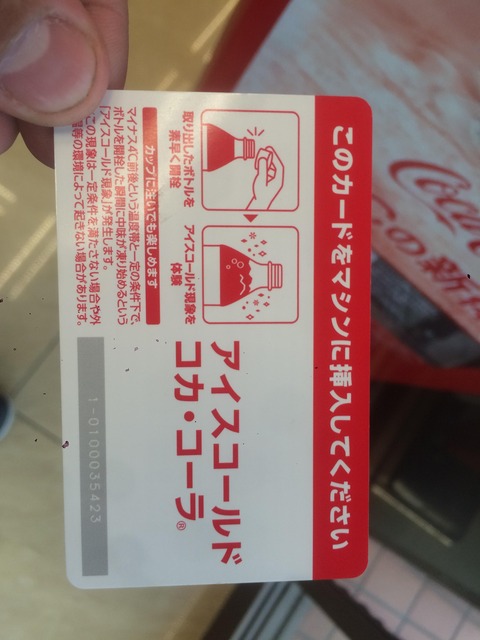 このカードをマシンに挿入してください
取り出したボトルを
素早く開栓
アイスコールド現象を
体験
カップに注いでも楽しめます
マイナス4℃前後という温度帯と一定の条件下で、
ボトルを開栓した瞬間に中味が凍り始めるという
「アイスコールド現象」が発生します。
この現象は一定条件を満たさない場合や外
等の環境によって起きない場合があります。
アイスコールド
コカ・コーラ®
1-0100035423
Coca
の新